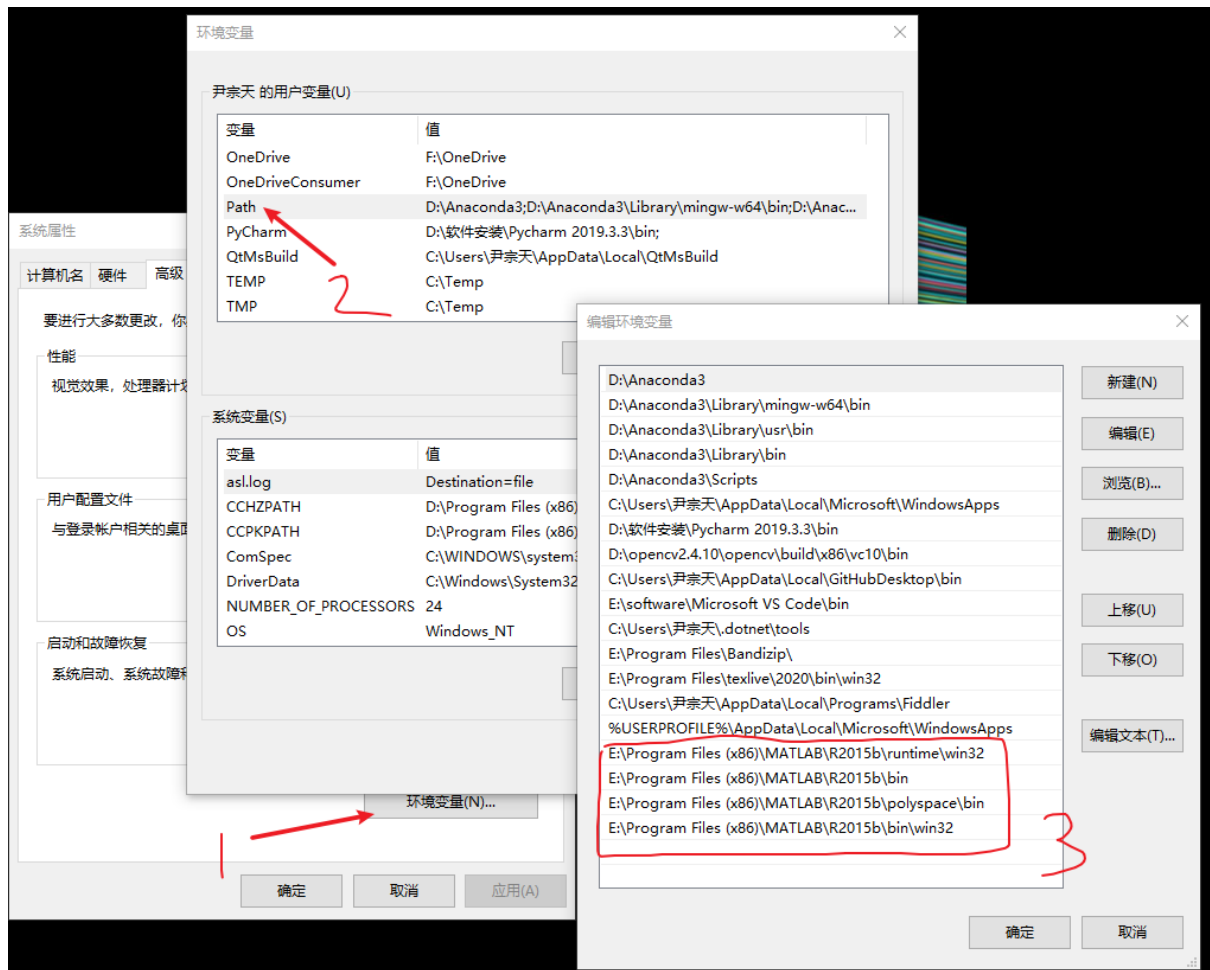 环境变量
尹宗天 的用户变量(U)
变量 值
OneDrive F:\OneDrive
OneDriveConsumer F:\OneDrive
Path D:\Anaconda3;D:\Anaconda3\Library\mingw-w64\bin;D:\Anac...
PyCharm D:\软件安装\Pycharm 2019.3.3\bin;
QtMsBuild C:\Users\尹宗天\AppData\Local\QtMsBuild
TEMP C:\Temp
TMP C:\Temp
2
系统变量(S)
变量 值
asl.log Destination=file
CCHZPATH D:\Program Files (x86)
CCPKPATH D:\Program Files (x86)
ComSpec C:\WINDOWS\system3
DriverData C:\Windows\System32
NUMBER_OF_PROCESSORS 24
OS Windows_NT
系统属性
计算机名 硬件 高级
要进行大多数更改，你
性能
视觉效果，处理器计划
用户配置文件
与登录帐户相关的桌面
启动和故障恢复
系统启动、系统故障和
环境变量(N)...
1
确定 取消 应用(A)
编辑环境变量
D:\Anaconda3
D:\Anaconda3\Library\mingw-w64\bin
D:\Anaconda3\Library\usr\bin
D:\Anaconda3\Library\bin
D:\Anaconda3\Scripts
C:\Users\尹宗天\AppData\Local\Microsoft\WindowsApps
D:\软件安装\Pycharm 2019.3.3\bin
D:\opencv2.4.10\opencv\build\x86\vc10\bin
C:\Users\尹宗天\AppData\Local\GitHubDesktop\bin
E:\software\Microsoft VS Code\bin
C:\Users\尹宗天\.dotnet\tools
E:\Program Files\Bandizip\
E:\Program Files\texlive\2020\bin\win32
C:\Users\尹宗天\AppData\Local\Programs\Fiddler
%USERPROFILE%\AppData\Local\Microsoft\WindowsApps
E:\Program Files (x86)\MATLAB\R2015b\runtime\win32
E:\Program Files (x86)\MATLAB\R2015b\bin
E:\Program Files (x86)\MATLAB\R2015b\polyspace\bin
E:\Program Files (x86)\MATLAB\R2015b\bin\win32
3
新建(N)
编辑(E)
浏览(B)...
删除(D)
上移(U)
下移(O)
编辑文本(T)...
确定 取消